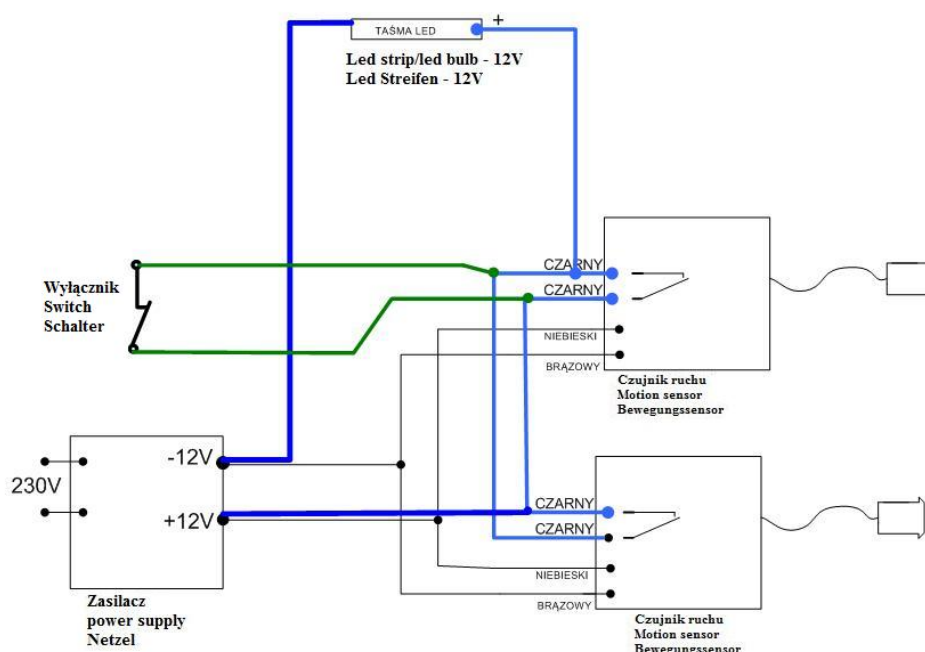 TAŚMA LED
+
Led strip/led bulb - 12V
Led Streifen - 12V
CZARNY
CZARNY
NIEBIESKI
BRĄZOWY
Wyłącznik
Switch
Schalter
Czujnik ruchu
Motion sensor
Bewegungssensor
230V
-12V
+12V
CZARNY
CZARNY
NIEBIESKI
BRĄZOWY
Zasilacz
power supply
Netzel
Czujnik ruchu
Motion sensor
Bewegungssensor